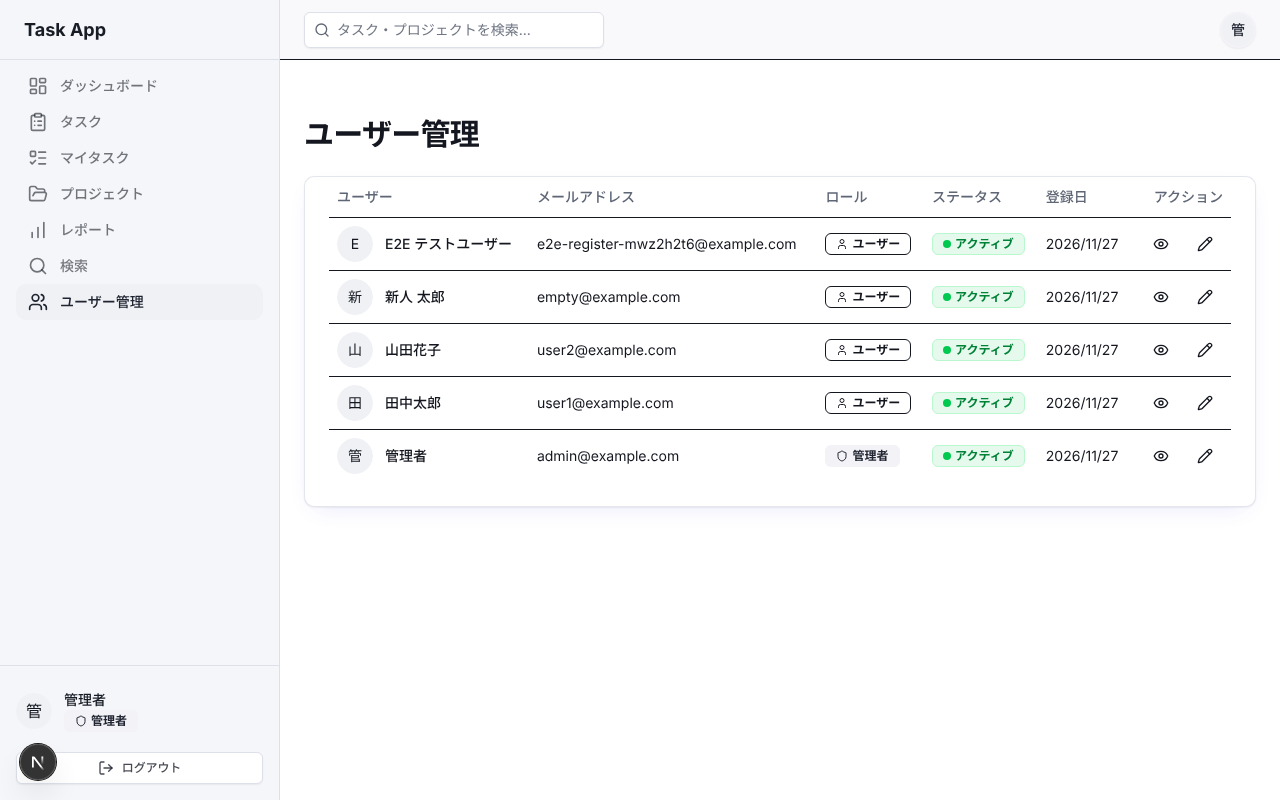 Task App
タスク・プロジェクトを検索...
管
ダッシュボード
タスク
マイタスク
プロジェクト
レポート
検索
ユーザー管理
ユーザー管理
ユーザー メールアドレス ロール ステータス 登録日 アクション
E E2E テストユーザー e2e-register-mwz2h2t6@example.com ユーザー アクティブ 2026/11/27
新 新人 太郎 empty@example.com ユーザー アクティブ 2026/11/27
山 山田花子 user2@example.com ユーザー アクティブ 2026/11/27
田 田中太郎 user1@example.com ユーザー アクティブ 2026/11/27
管 管理者 admin@example.com 管理者 アクティブ 2026/11/27
管 管理者
管理者
N ログアウト